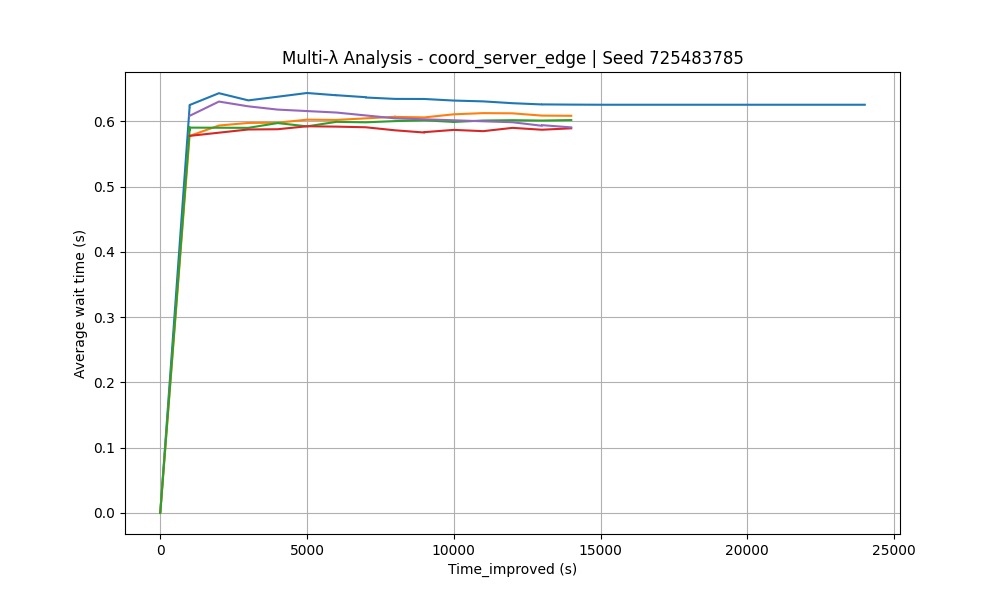 Multi-λ Analysis - coord_server_edge | Seed 725483785
Average wait time (s)
0.6
0.5
0.4
0.3
0.2
0.1
0.0
0 5000 10000 15000 20000 25000
Time_improved (s)